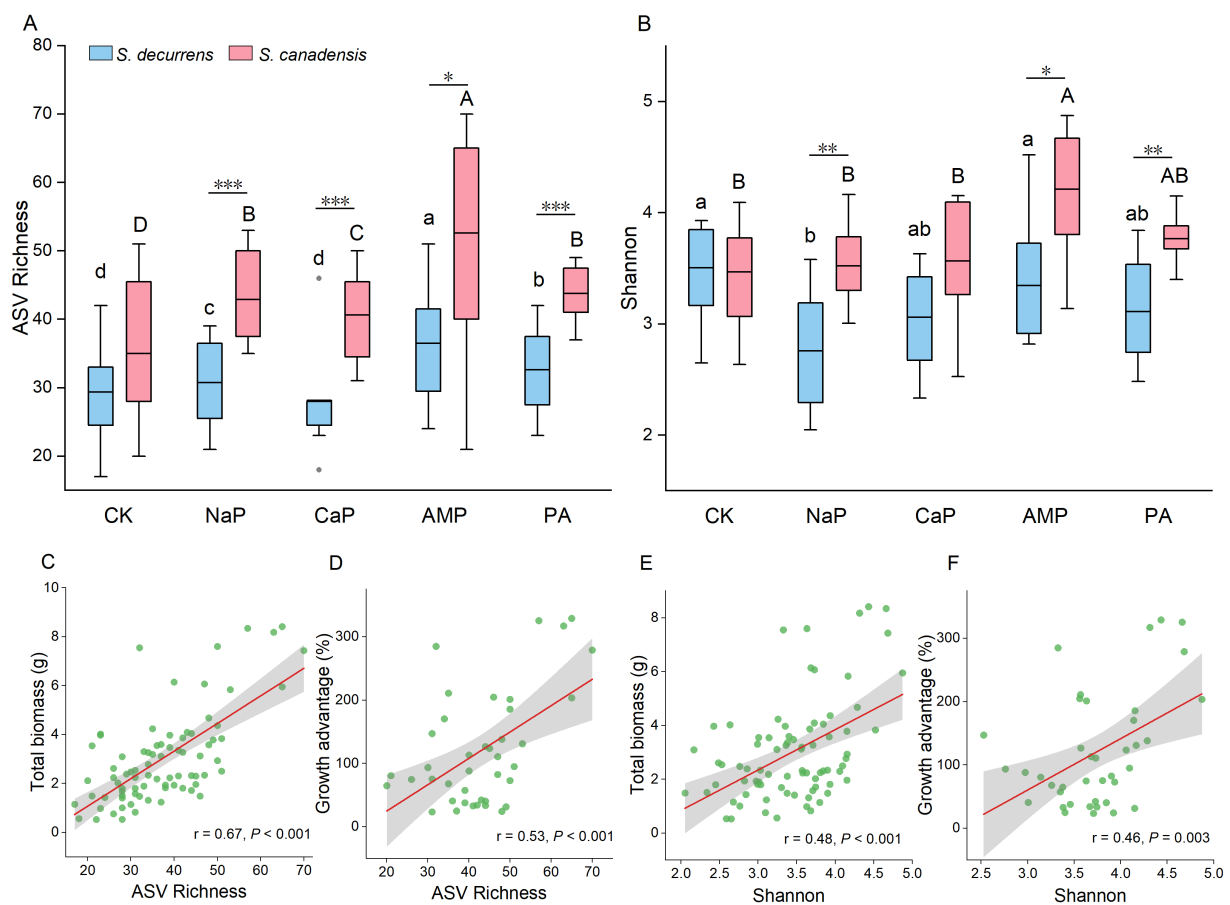 A
S. decurrens
S. canadensis
ASV Richness
80
70
60
50
40
30
20
d
D
c
***
B
d
***
C
a
*
A
b
***
B
CK
NaP
CaP
AMP
PA
B
Shannon
5
4
3
2
a
B
b
**
B
ab
B
a
*
A
ab
**
AB
CK
NaP
CaP
AMP
PA
C
Total biomass (g)
10
8
6
4
2
0
r = 0.67, P < 0.001
20 30 40 50 60 70
ASV Richness
D
Growth advantage (%)
300
200
100
0
r = 0.53, P < 0.001
20 30 40 50 60 70
ASV Richness
E
Total biomass (g)
10
8
6
4
2
0
r = 0.48, P < 0.001
2.0 2.5 3.0 3.5 4.0 4.5 5.0
Shannon
F
Growth advantage (%)
300
200
100
0
r = 0.46, P = 0.003
2.5 3.0 3.5 4.0 4.5 5.0
Shannon